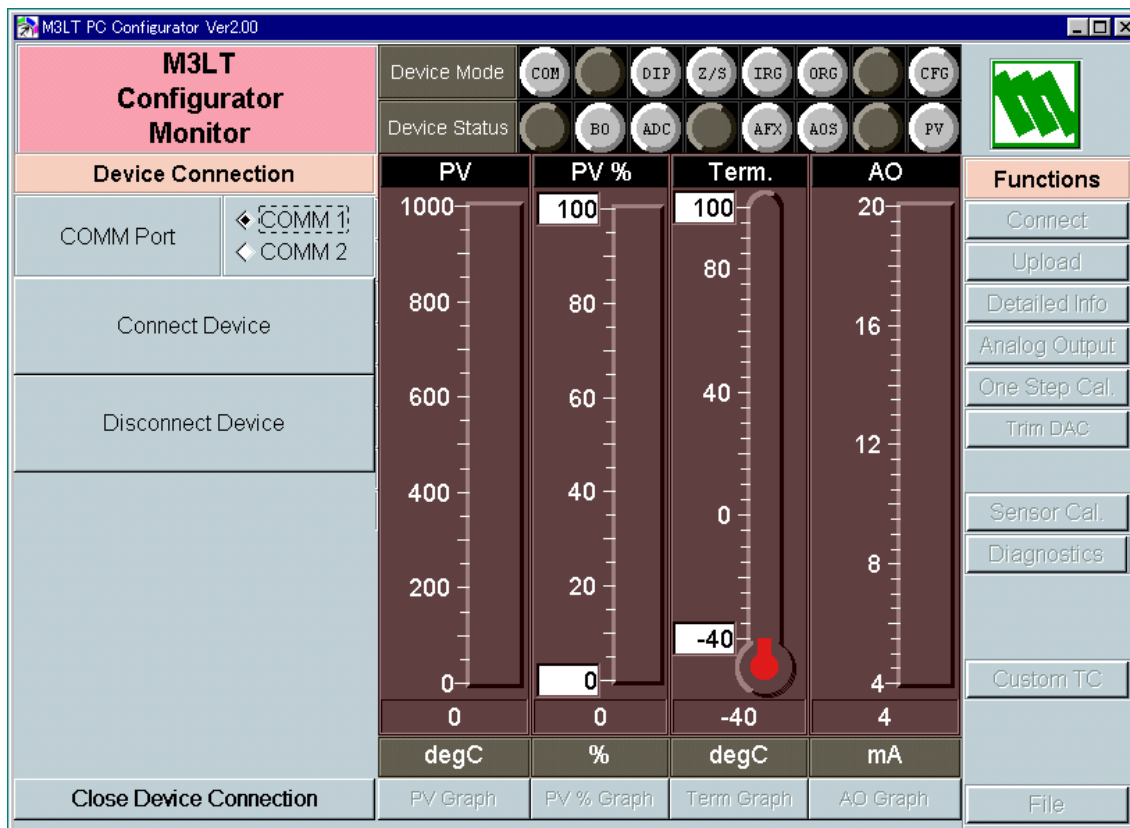 M3LT PC Configurator Ver2.00
M3LT
Configurator
Monitor
Device Mode
COM
DIP
Z/S
IRG
ORG
CFG
Device Status
BO
ADC
AFX
AOS
PV
Device Connection
COMM Port
COMM 1
COMM 2
Connect Device
Disconnect Device
Close Device Connection
PV
1000
800
600
400
200
0
0
degC
PV Graph
PV %
100
80
60
40
20
0
0
%
PV % Graph
Term.
100
80
40
0
-40
-40
degC
Term Graph
AO
20
16
12
8
4
4
mA
AO Graph
Functions
Connect
Upload
Detailed Info
Analog Output
One Step Cal.
Trim DAC
Sensor Cal.
Diagnostics
Custom TC
File